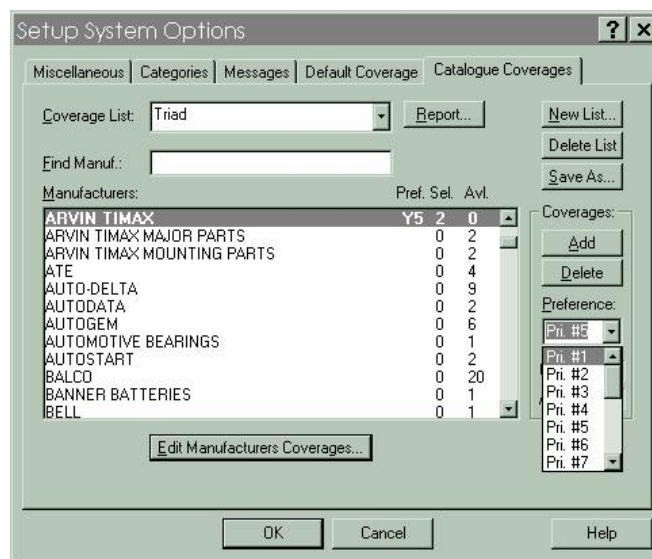 Setup System Options ? x
Miscellaneous Categories Messages Default Coverage Catalogue Coverages
Coverage List: Triad Report... New List...
Delete List
Find Manuf.:
Save As...
Manufacturers: Pref. Sel. Avl.
Coverages:
ARVIN TIMAX Y5 2 0
ARVIN TIMAX MAJOR PARTS 0 2
Add
ARVIN TIMAX MOUNTING PARTS 0 2
ATE 0 4
Delete
AUTO-DELTA 0 9
AUTODATA 0 2
Preference:
AUTOGEM 0 6
Pri. #5
AUTOMOTIVE BEARINGS 0 1
AUTOSTART 0 2
Pri. #1
BALCO 0 20
Pri. #2
BANNER BATTERIES 0 1
Pri. #3
BELL 0 1
Pri. #4
Pri. #5
Edit Manufacturers Coverages...
Pri. #6
Pri. #7
OK Cancel Help